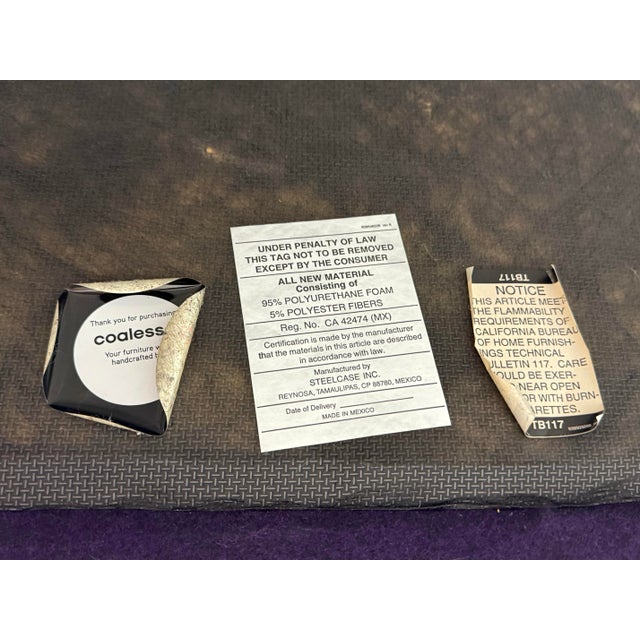 Thank you for purchasing
coalesse
Your furniture w
handcrafted b
UNDER PENALTY OF LAW
THIS TAG NOT TO BE REMOVED
EXCEPT BY THE CONSUMER
ALL NEW MATERIAL
Consisting of
95% POLYURETHANE FOAM
5% POLYESTER FIBERS
Reg. No. CA 42474 (MX)
Certification is made by the manufacturer
that the materials in this article are described
in accordance with law.
Manufactured by
STEELCASE INC.
REYNOSA, TAMAULIPAS, CP 88780, MEXICO
Date of Delivery
MADE IN MEXICO
TB117
NOTICE
THIS ARTICLE MEET
THE FLAMMABILITY
REQUIREMENTS OF
CALIFORNIA BUREAU
OF HOME FURNISH-
INGS TECHNICAL
ULLETIN 117. CARE
OULD BE EXER-
NEAR OPEN
OR WITH BURN-
ARETTES.
TB117